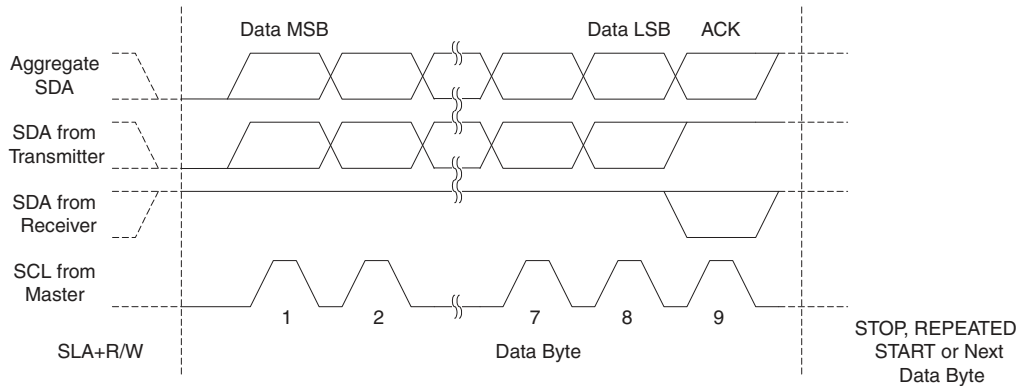 Data MSB
Data LSB
ACK
Aggregate
SDA
SDA from
Transmitter
SDA from
Receiver
SCL from
Master
1
2
7
8
9
SLA+R/W
Data Byte
STOP, REPEATED
START or Next
Data Byte